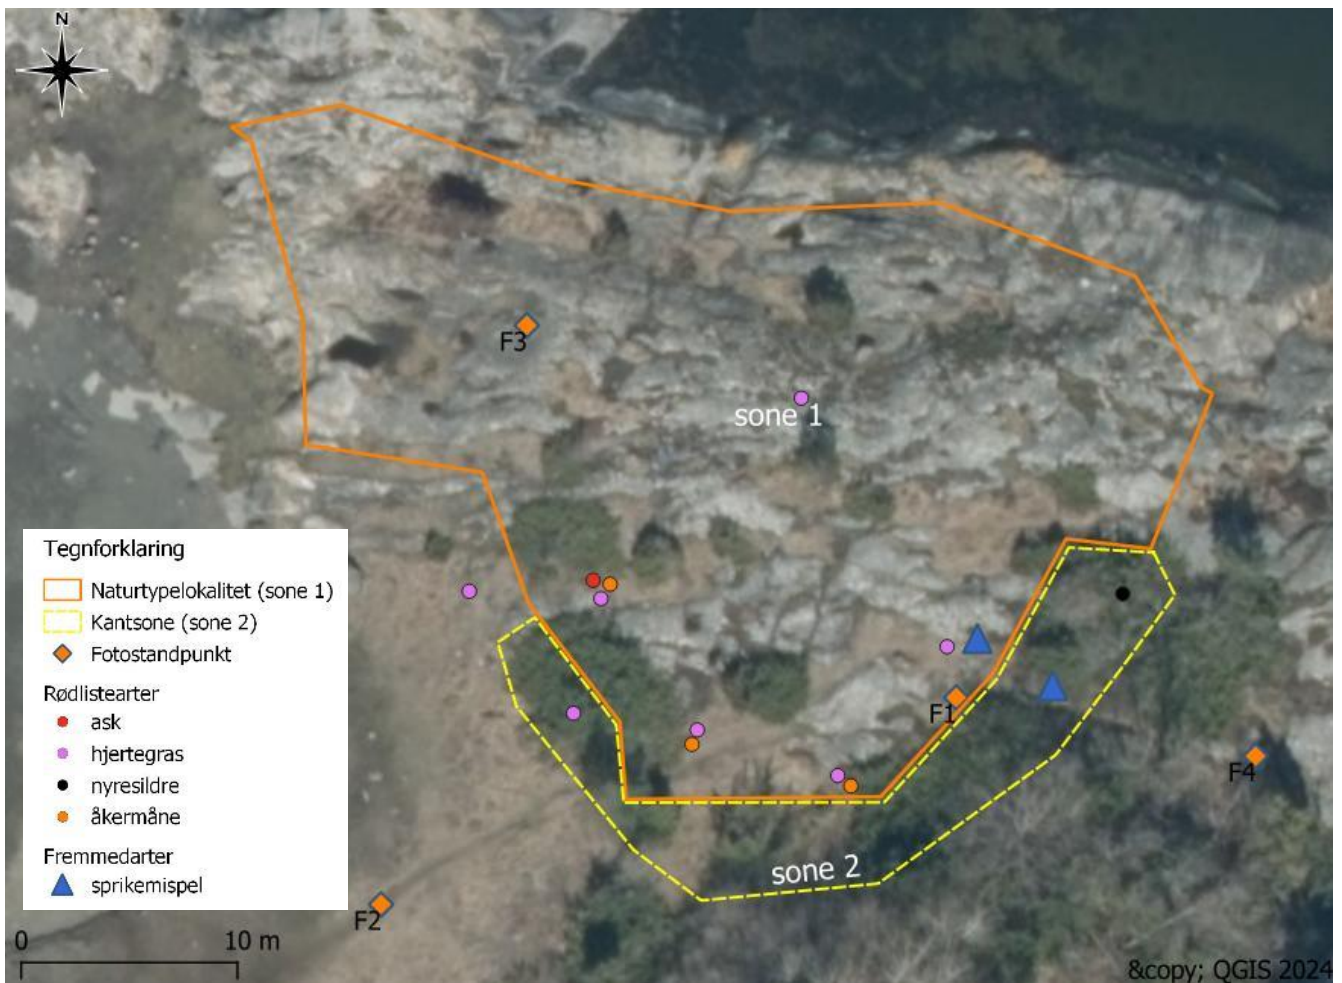 N
F3
sone 1
Tegnforklaring
Naturtypelokalitet (sone 1)
Kantsone (sone 2)
Fotostandpunkt
Rødlistearter
ask
hjertegras
nyresildre
åkermåne
Fremmedarter
sprikemispel
F1
F4
sone 2
F2
0 10 m
&copy; QGIS 2024